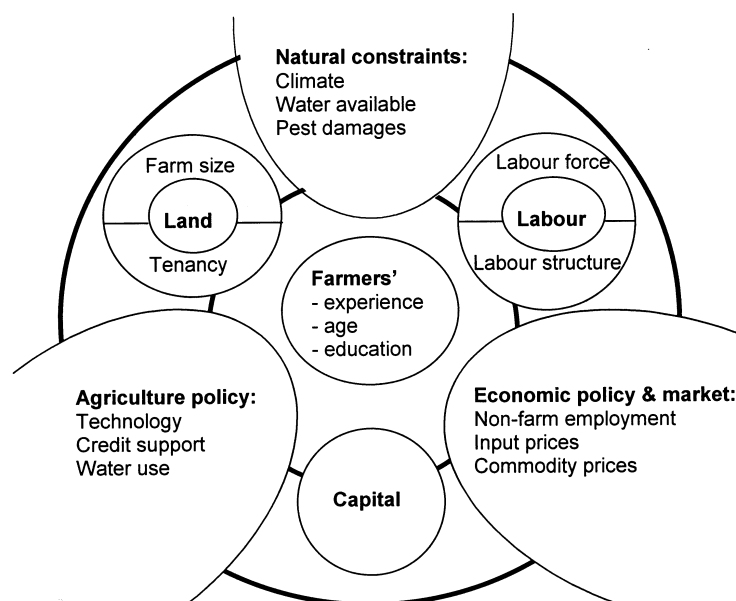 Natural constraints:
Climate
Water available
Pest damages
Farm size
Land
Tenancy
Labour force
Labour
Labour structure
Farmers’
- experience
- age
- education
Agriculture policy:
Technology
Credit support
Water use
Economic policy & market:
Non-farm employment
Input prices
Commodity prices
Capital